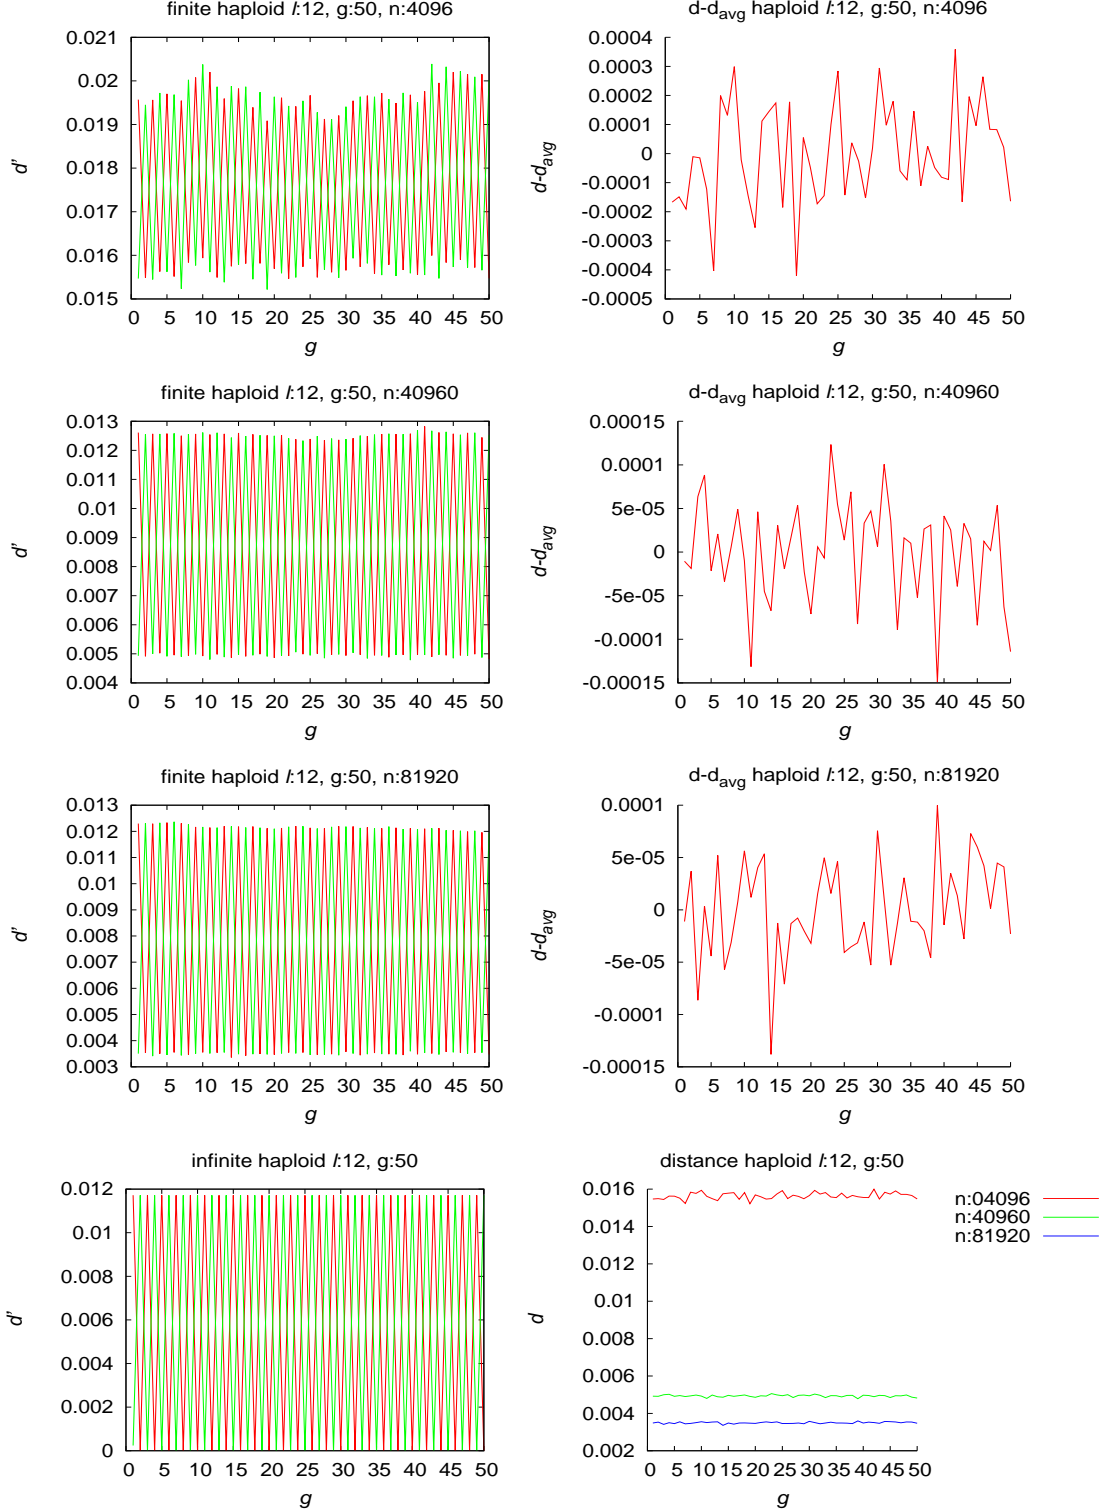 finite haploid l:12, g:50, n:4096
0.021
0.02
0.019
0.018
0.017
0.016
0.015
d'
0 5 10 15 20 25 30 35 40 45 50
g
d-d_avg haploid l:12, g:50, n:4096
0.0004
0.0003
0.0002
0.0001
0
-0.0001
-0.0002
-0.0003
-0.0004
-0.0005
d-d_avg
0 5 10 15 20 25 30 35 40 45 50
g
finite haploid l:12, g:50, n:40960
0.013
0.012
0.011
0.01
0.009
0.008
0.007
0.006
0.005
0.004
d'
0 5 10 15 20 25 30 35 40 45 50
g
d-d_avg haploid l:12, g:50, n:40960
0.00015
0.0001
5e-05
0
-5e-05
-0.0001
-0.00015
d-d_avg
0 5 10 15 20 25 30 35 40 45 50
g
finite haploid l:12, g:50, n:81920
0.013
0.012
0.011
0.01
0.009
0.008
0.007
0.006
0.005
0.004
0.003
d'
0 5 10 15 20 25 30 35 40 45 50
g
d-d_avg haploid l:12, g:50, n:81920
0.0001
5e-05
0
-5e-05
-0.0001
-0.00015
d-d_avg
0 5 10 15 20 25 30 35 40 45 50
g
infinite haploid l:12, g:50
0.012
0.01
0.008
0.006
0.004
0.002
0
d'
0 5 10 15 20 25 30 35 40 45 50
g
distance haploid l:12, g:50
0.016
0.014
0.012
0.01
0.008
0.006
0.004
0.002
d
0 5 10 15 20 25 30 35 40 45 50
g
n:04096
n:40960
n:81920